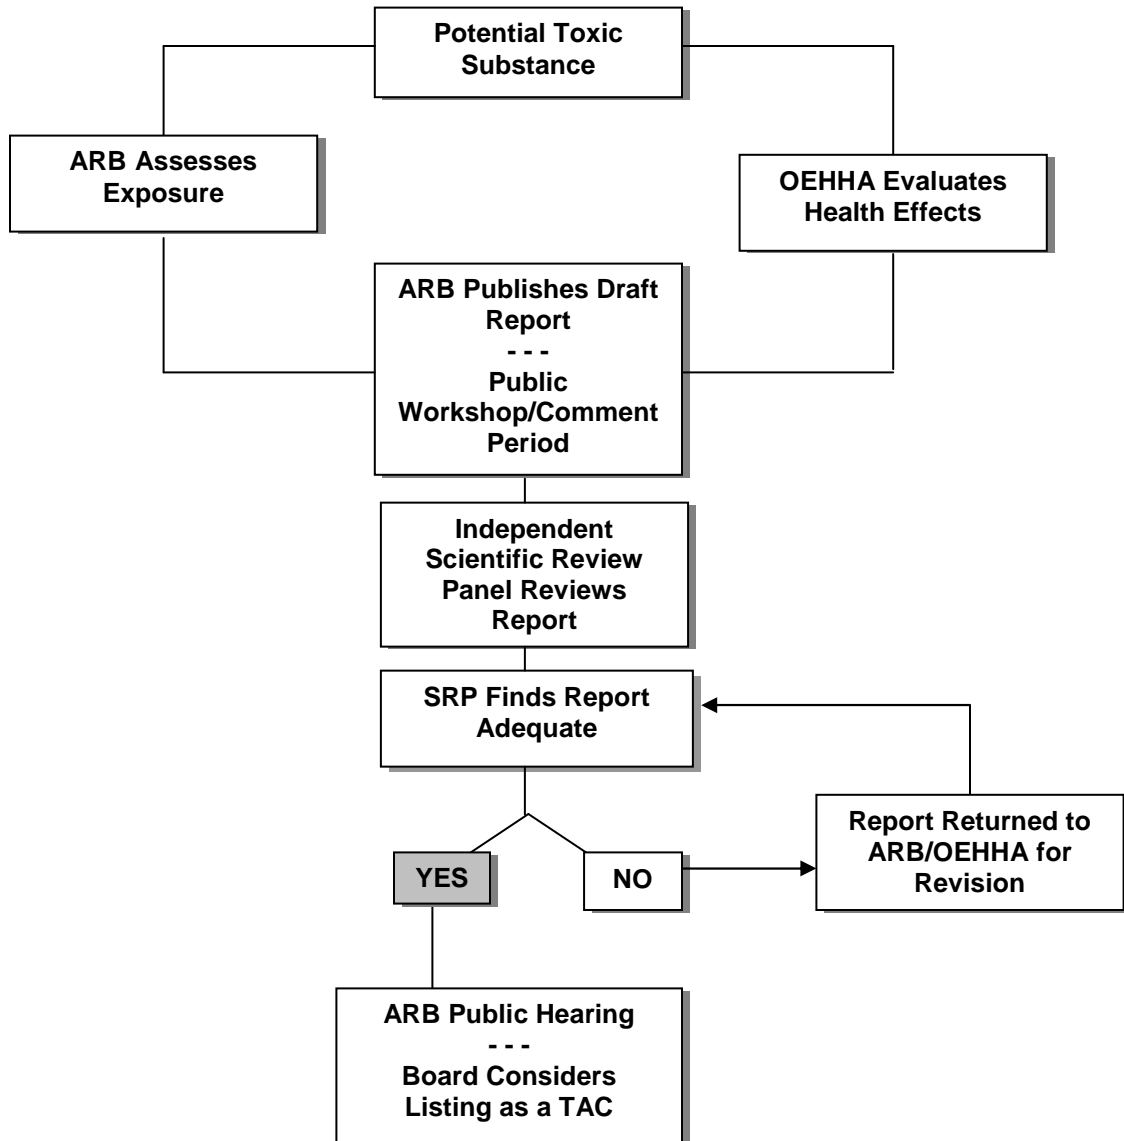 Potential Toxic
Substance
ARB Assesses
Exposure
OEHHA Evaluates
Health Effects
ARB Publishes Draft
Report
- - -
Public
Workshop/Comment
Period
Independent
Scientific Review
Panel Reviews
Report
SRP Finds Report
Adequate
YES
NO
Report Returned to
ARB/OEHHA for
Revision
ARB Public Hearing
- - -
Board Considers
Listing as a TAC